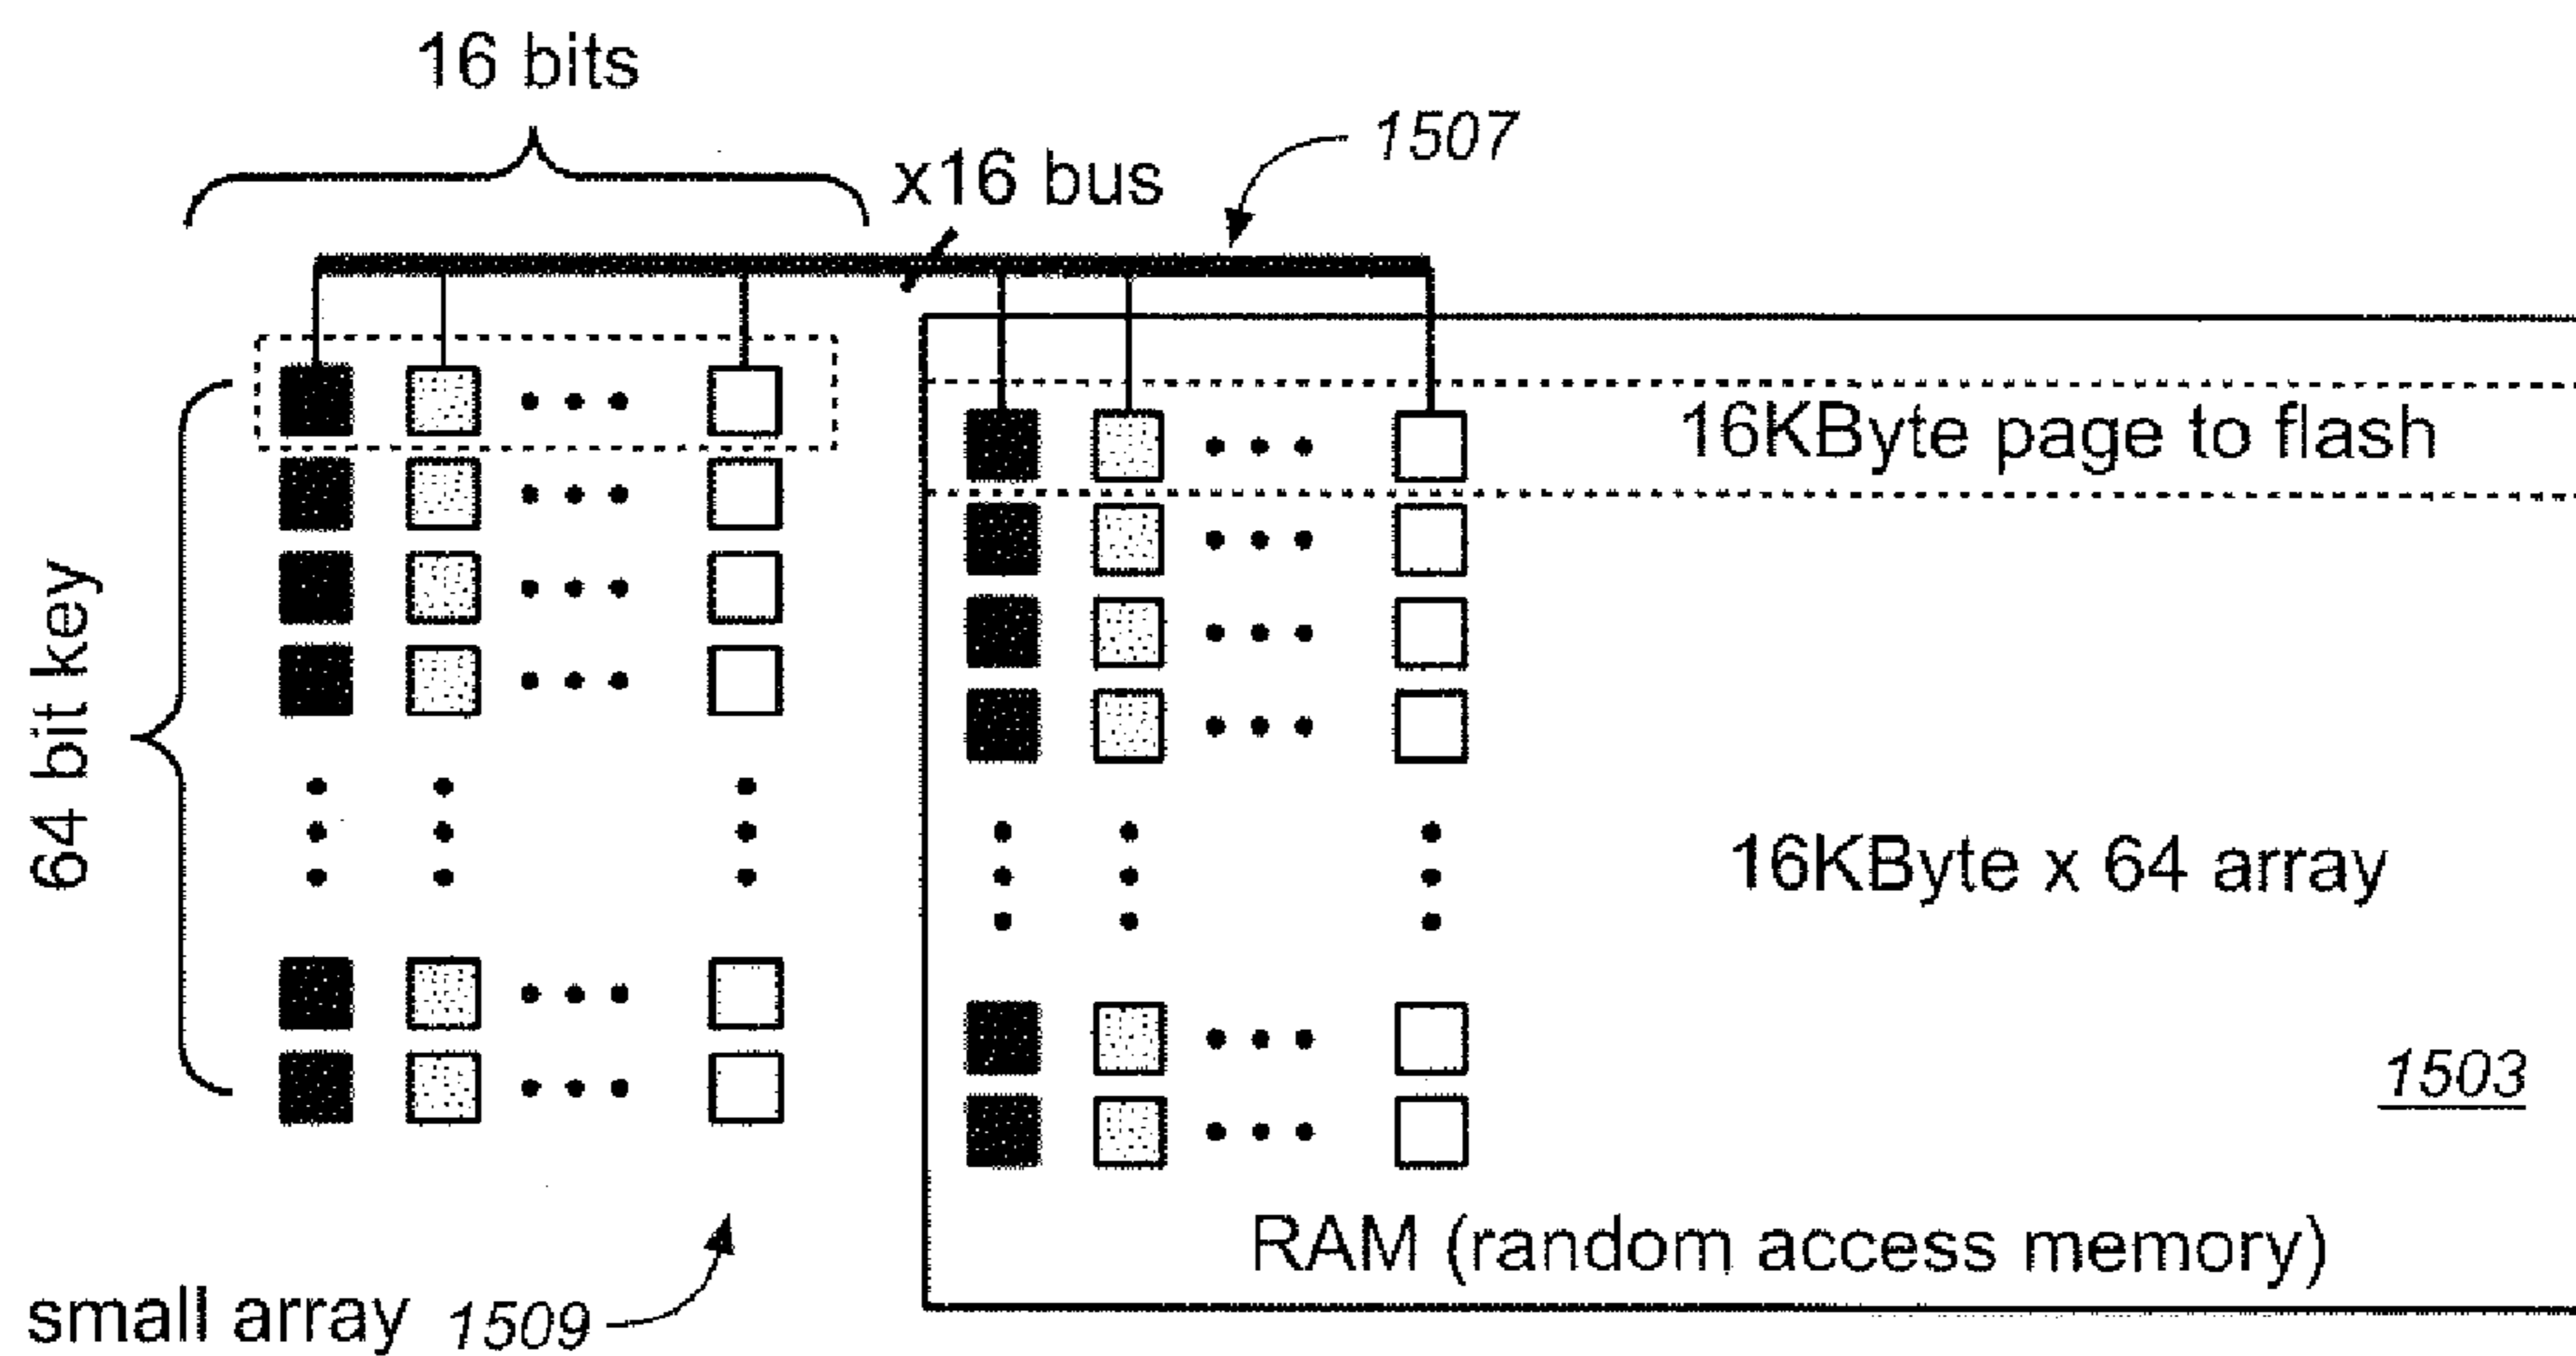 16 bits
1507
x16 bus
16KByte page to flash
64 bit key
16KByte x 64 array
1503
RAM (random access memory)
small array 1509